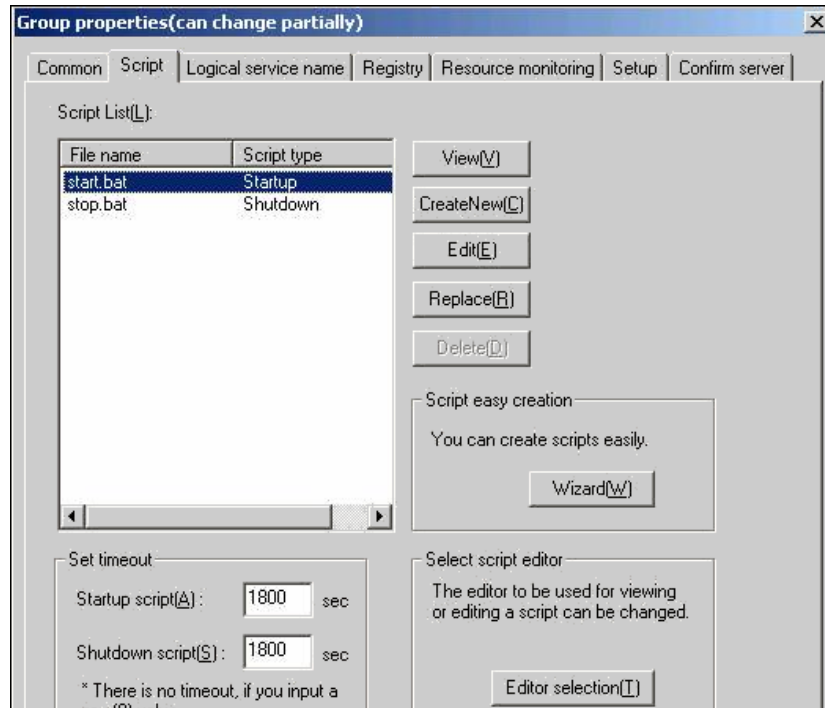 Group properties(can change partially)
Common Script Logical service name Registry Resource monitoring Setup Confirm server
Script List(L):
File name Script type
start.bat Startup
stop.bat Shutdown
View(V)
CreateNew(C)
Edit(E)
Replace(R)
Delete(D)
Script easy creation
You can create scripts easily.
Wizard(W)
Set timeout
Startup script(A) : 1800 sec
Shutdown script(S) : 1800 sec
* There is no timeout, if you input a
Select script editor
The editor to be used for viewing
or editing a script can be changed.
Editor selection(T)